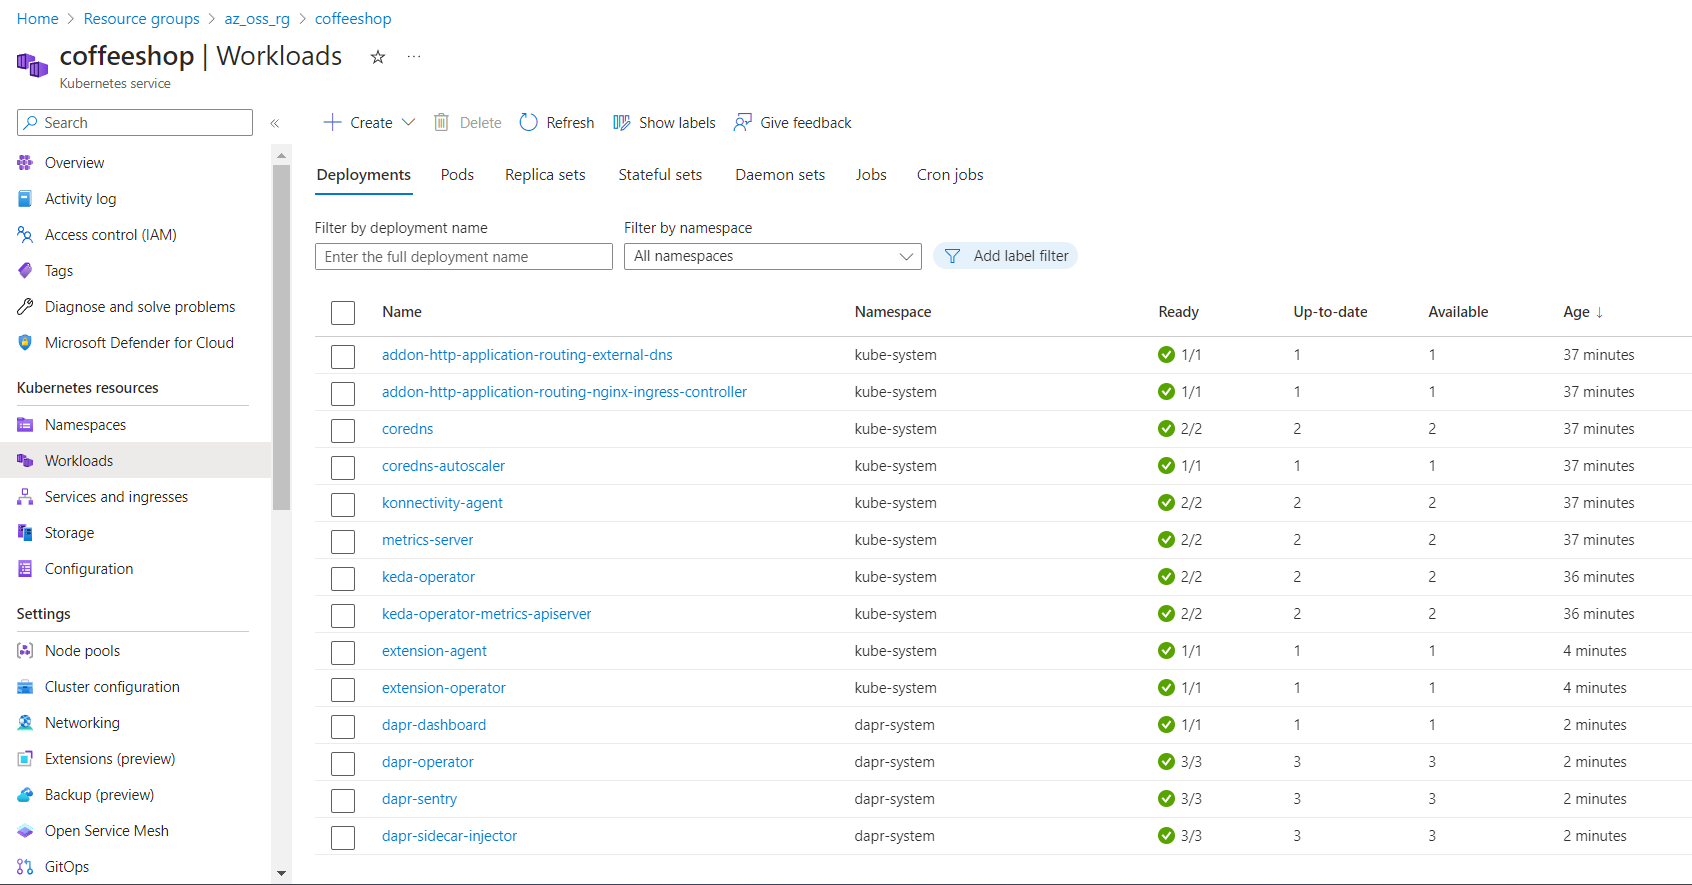 Home > Resource groups > az_oss_rg > coffeeshop
coffeeshop | Workloads ☆ ...
Kubernetes service
Search «
Create Delete Refresh Show labels Give feedback
Overview
Activity log
Access control (IAM)
Tags
Diagnose and solve problems
Microsoft Defender for Cloud
Kubernetes resources
Namespaces
Workloads
Services and ingresses
Storage
Configuration
Settings
Node pools
Cluster configuration
Networking
Extensions (preview)
Backup (preview)
Open Service Mesh
GitOps
Deployments Pods Replica sets Stateful sets Daemon sets Jobs Cron jobs
Filter by deployment name Filter by namespace
Enter the full deployment name All namespaces Add label filter
Name Namespace Ready Up-to-date Available Age ↓
addon-http-application-routing-external-dns kube-system 1/1 1 1 37 minutes
addon-http-application-routing-nginx-ingress-controller kube-system 1/1 1 1 37 minutes
coredns kube-system 2/2 2 2 37 minutes
coredns-autoscaler kube-system 1/1 1 1 37 minutes
konnectivity-agent kube-system 2/2 2 2 37 minutes
metrics-server kube-system 2/2 2 2 37 minutes
keda-operator kube-system 2/2 2 2 36 minutes
keda-operator-metrics-apiserver kube-system 2/2 2 2 36 minutes
extension-agent kube-system 1/1 1 1 4 minutes
extension-operator kube-system 1/1 1 1 4 minutes
dapr-dashboard dapr-system 1/1 1 1 2 minutes
dapr-operator dapr-system 3/3 3 3 2 minutes
dapr-sentry dapr-system 3/3 3 3 2 minutes
dapr-sidecar-injector dapr-system 3/3 3 3 2 minutes